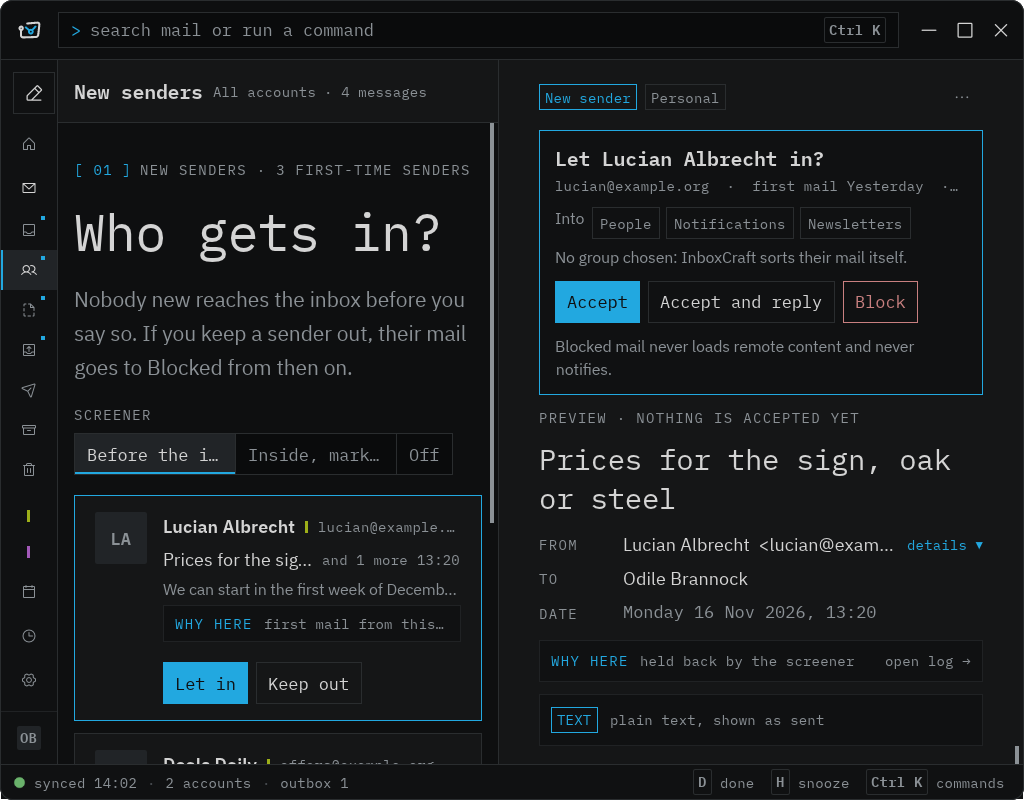 > search mail or run a command Ctrl K
New senders All accounts · 4 messages
[ 01 ] NEW SENDERS · 3 FIRST-TIME SENDERS
Who gets in?
Nobody new reaches the inbox before you
say so. If you keep a sender out, their mail
goes to Blocked from then on.
SCREENER
Before the i… Inside, mark… Off
LA
Lucian Albrecht lucian@example.…
Prices for the sig… and 1 more 13:20
We can start in the first week of Decemb…
WHY HERE first mail from this…
Let in Keep out
New sender Personal …
Let Lucian Albrecht in?
lucian@example.org · first mail Yesterday ·…
Into People Notifications Newsletters
No group chosen: InboxCraft sorts their mail itself.
Accept Accept and reply Block
Blocked mail never loads remote content and never
notifies.
PREVIEW · NOTHING IS ACCEPTED YET
Prices for the sign, oak
or steel
FROM Lucian Albrecht <lucian@exam… details ▾
TO Odile Brannock
DATE Monday 16 Nov 2026, 13:20
WHY HERE held back by the screener open log →
TEXT plain text, shown as sent
OB
synced 14:02 · 2 accounts · outbox 1
D done H snooze Ctrl K commands